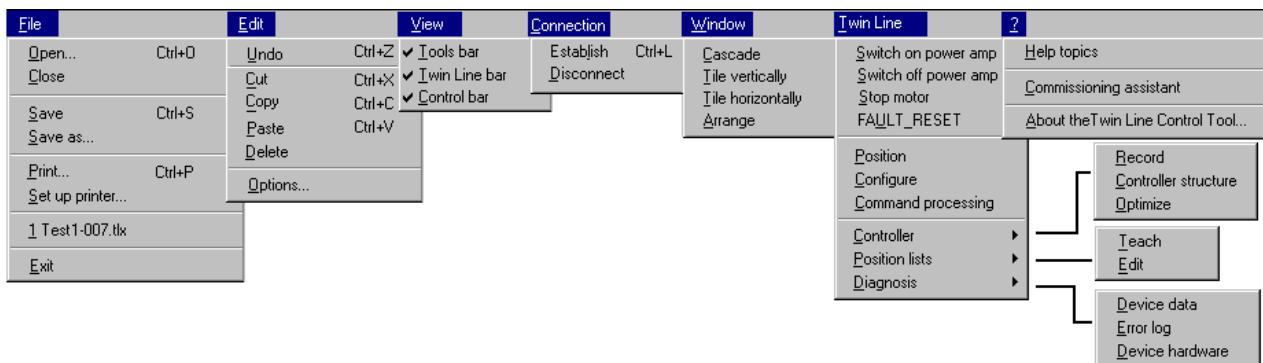 File
Open... Ctrl+O
Close
Save Ctrl+S
Save as...
Print... Ctrl+P
Set up printer...
1 Test1-007.tlx
Exit
Edit
Undo Ctrl+Z
Cut Ctrl+X
Copy Ctrl+C
Paste Ctrl+V
Delete
Options...
View
Tools bar
Twin Line bar
Control bar
Connection
Establish Ctrl+L
Disconnect
Window
Cascade
Tile vertically
Tile horizontally
Arrange
Twin Line
Switch on power amp
Switch off power amp
Stop motor
FAULT_RESET
Position
Configure
Command processing
Controller
Position lists
Diagnosis
Record
Controller structure
Optimize
Teach
Edit
Device data
Error log
Device hardware
?
Help topics
Commissioning assistant
About theTwin Line Control Tool...